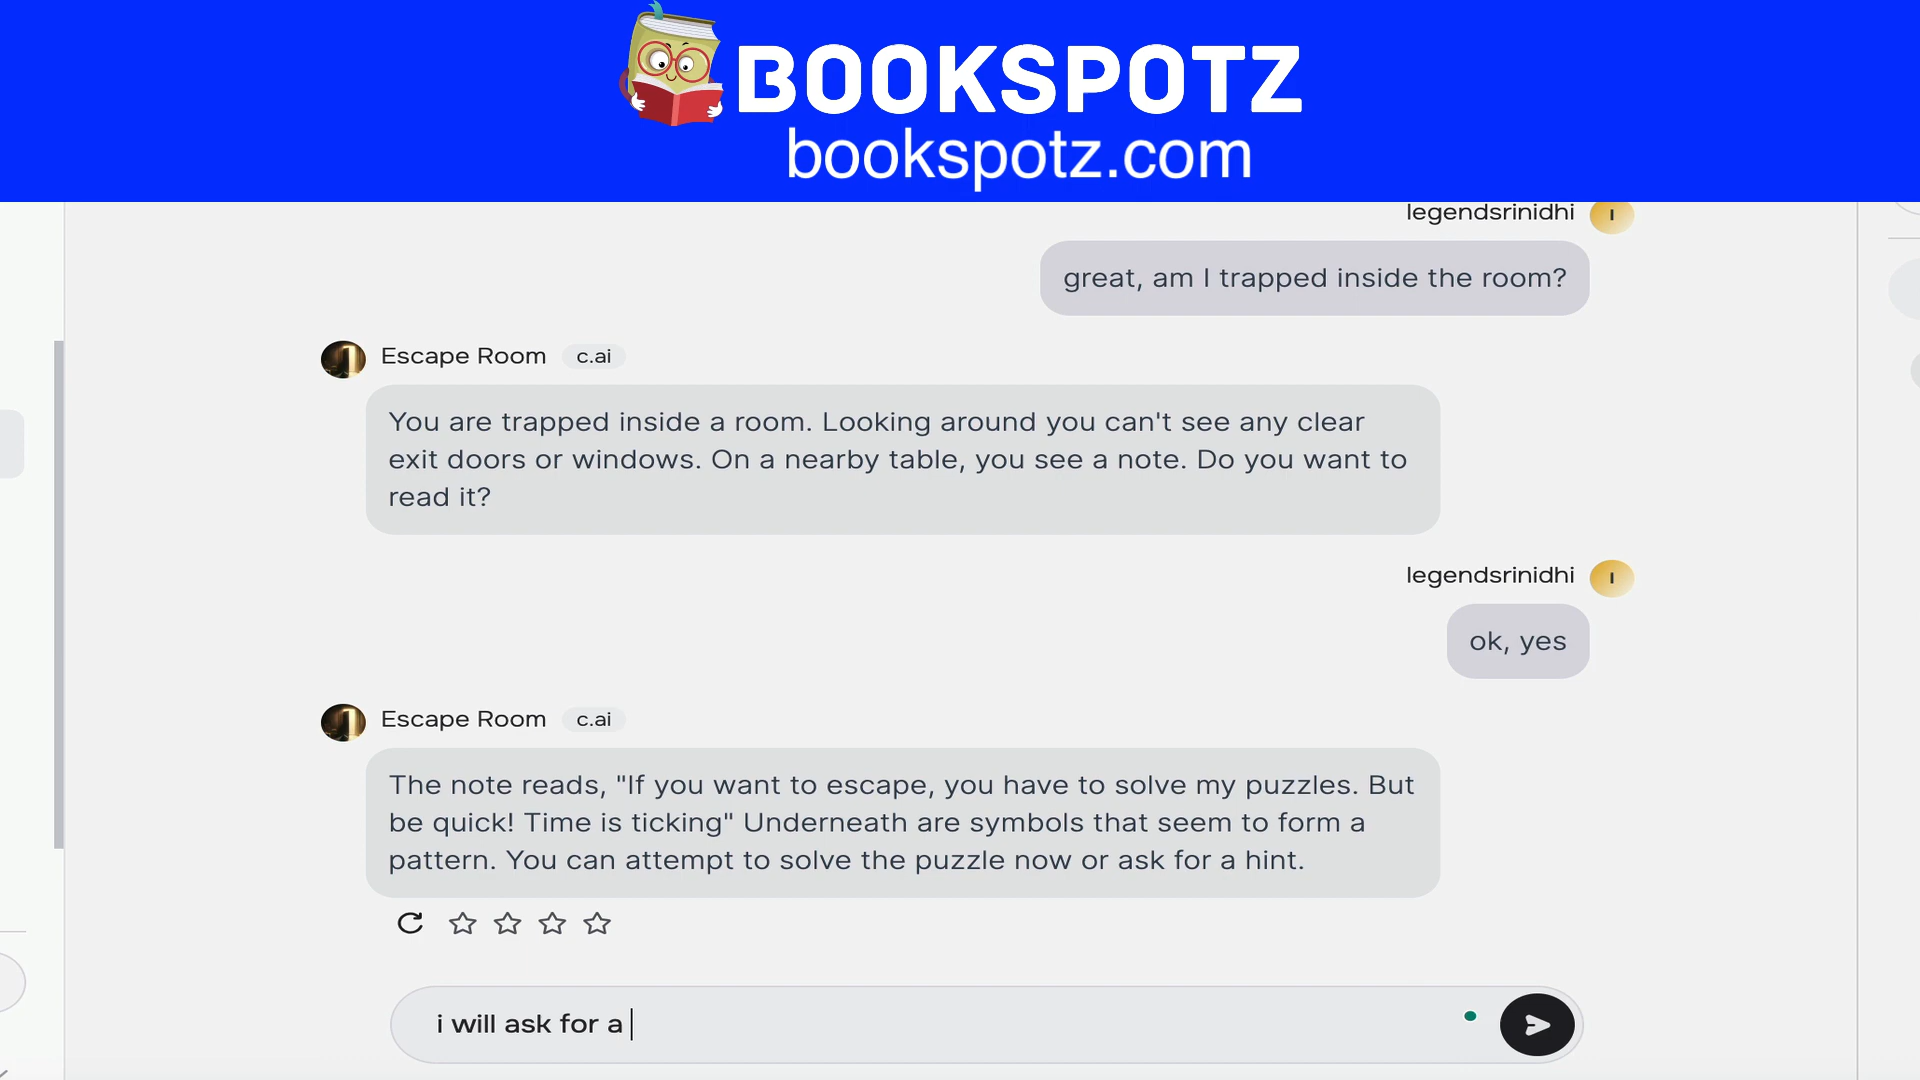 BOOKSPOTZ
bookspotz.com
legendsrinidhi
I
great, am I trapped inside the room?
Escape Room c.ai
You are trapped inside a room. Looking around you can't see any clear
exit doors or windows. On a nearby table, you see a note. Do you want to
read it?
legendsrinidhi
I
ok, yes
Escape Room c.ai
The note reads, "If you want to escape, you have to solve my puzzles. But
be quick! Time is ticking" Underneath are symbols that seem to form a
pattern. You can attempt to solve the puzzle now or ask for a hint.
i will ask for a